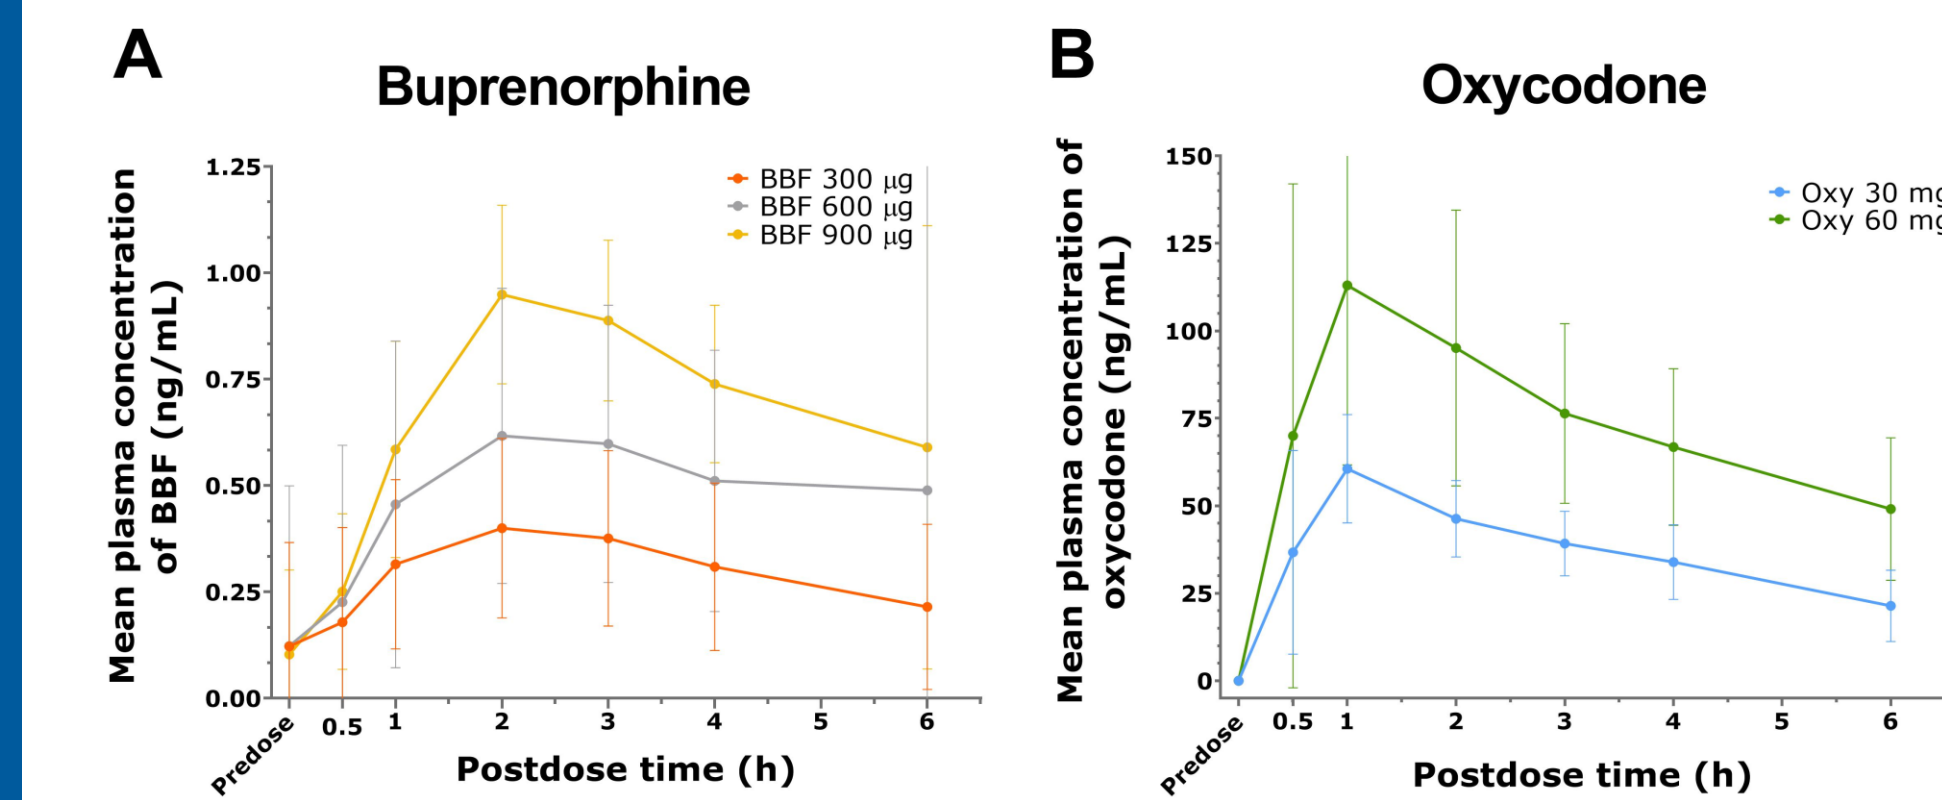 A
Buprenorphine
Mean plasma concentration
of BBF (ng/mL)
1.25
1.00
0.75
0.50
0.25
0.00
BBF 300 µg
BBF 600 µg
BBF 900 µg
Predose
0.5
1
2
3
4
5
6
Postdose time (h)
B
Oxycodone
Mean plasma concentration of
oxycodone (ng/mL)
150
125
100
75
50
25
0
Oxy 30 mg
Oxy 60 mg
Predose
0.5
1
2
3
4
5
6
Postdose time (h)